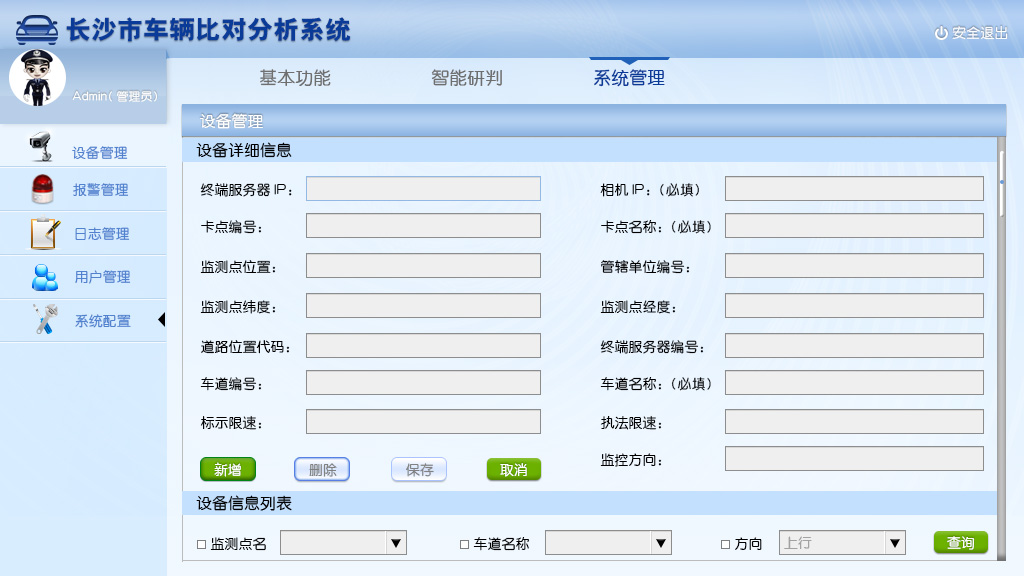 长沙市车辆比对分析系统
安全退出
Admin( 管理员)
基本功能 智能研判 系统管理
设备管理
报警管理
日志管理
用户管理
系统配置
设备管理
设备详细信息
终端服务器 IP： 相机 IP：（必填）
卡点编号： 卡点名称：（必填）
监测点位置： 管辖单位编号：
监测点纬度： 监测点经度：
道路位置代码： 终端服务器编号：
车道编号： 车道名称：（必填）
标示限速： 执法限速：
监控方向：
新增 删除 保存 取消
设备信息列表
监测点名 车道名称 方向 上行 查询